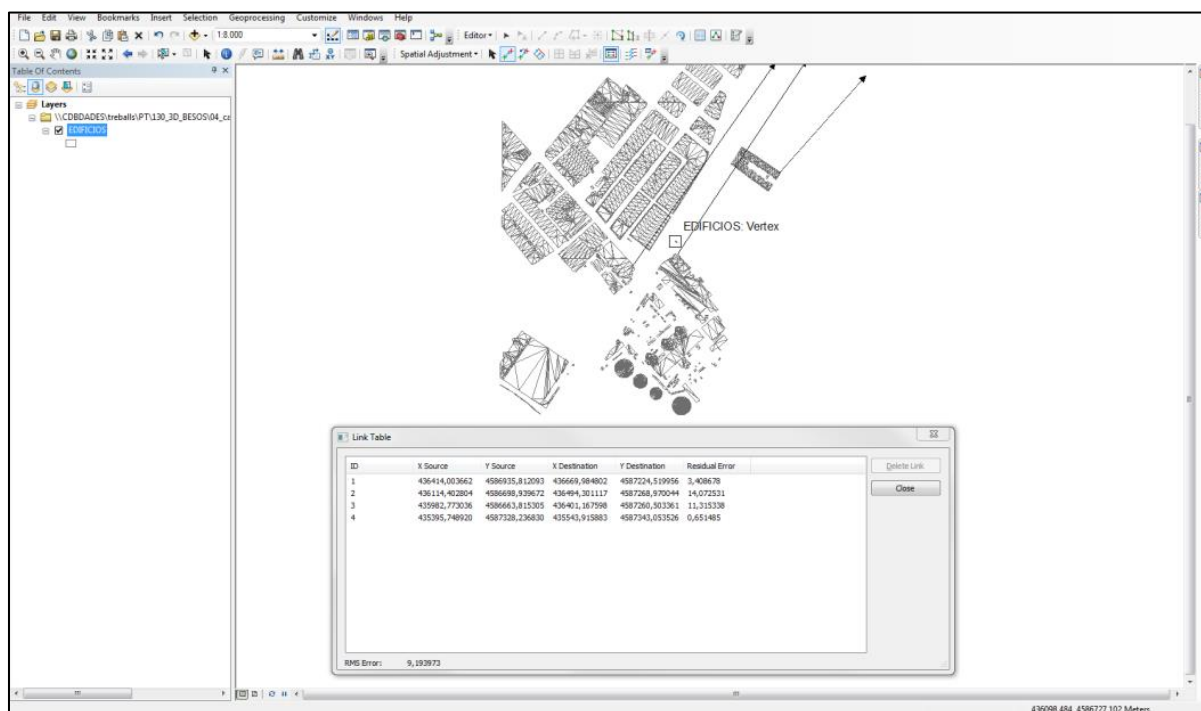 File Edit View Bookmarks Insert Selection Geoprocessing Customize Windows Help
1:8.000
Editor
Spatial Adjustment
Table Of Contents
Layers
\\CDBDADES\treballs\PT\130_3D_BESOS\04_ca
EDIFICIOS
EDIFICIOS: Vertex
Link Table
ID X Source Y Source X Destination Y Destination Residual Error
1 436414,003662 4586935,812093 436669,984802 4587224,519956 3,408678
2 436114,402804 4586698,939672 436494,301117 4587268,970044 14,072531
3 435982,773036 4586663,815305 436401,167598 4587260,503361 11,315338
4 435395,748920 4587328,236830 435543,915883 4587343,053526 0,651485
Delete Link
Close
RMS Error: 9,193973
436098,484 4586727,102 Meters